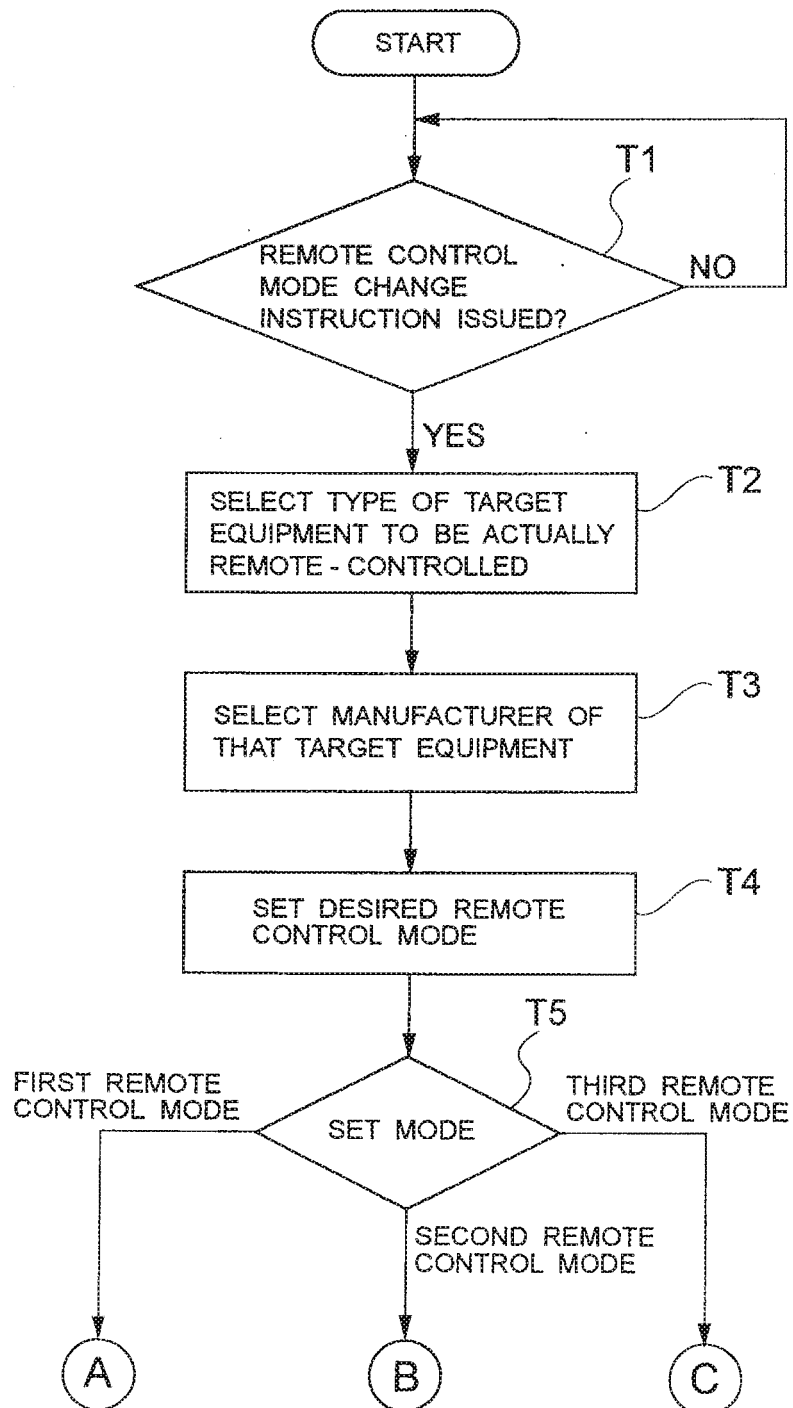 START
T1
REMOTE CONTROL
MODE CHANGE
INSTRUCTION ISSUED?
NO
YES
T2
SELECT TYPE OF TARGET
EQUIPMENT TO BE ACTUALLY
REMOTE - CONTROLLED
T3
SELECT MANUFACTURER OF
THAT TARGET EQUIPMENT
T4
SET DESIRED REMOTE
CONTROL MODE
T5
SET MODE
FIRST REMOTE
CONTROL MODE
THIRD REMOTE
CONTROL MODE
SECOND REMOTE
CONTROL MODE
A
B
C